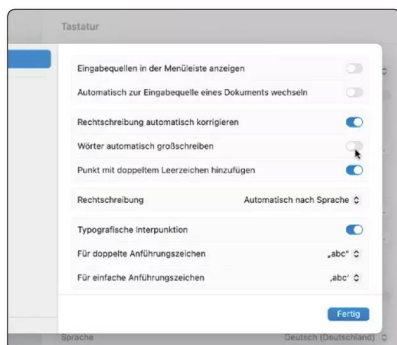 Tastatur
Eingabequellen in der Menüleiste anzeigen
Automatisch zur Eingabequelle eines Dokuments wechseln
Rechtschreibung automatisch korrigieren
Wörter automatisch großschreiben
Punkt mit doppeltem Leerzeichen hinzufügen
Rechtschreibung Automatisch nach Sprache
Typografische Interpunktion
Für doppelte Anführungszeichen „abc“
Für einfache Anführungszeichen ‚abc‘
Fertig
Sprache Deutsch (Deutschland)